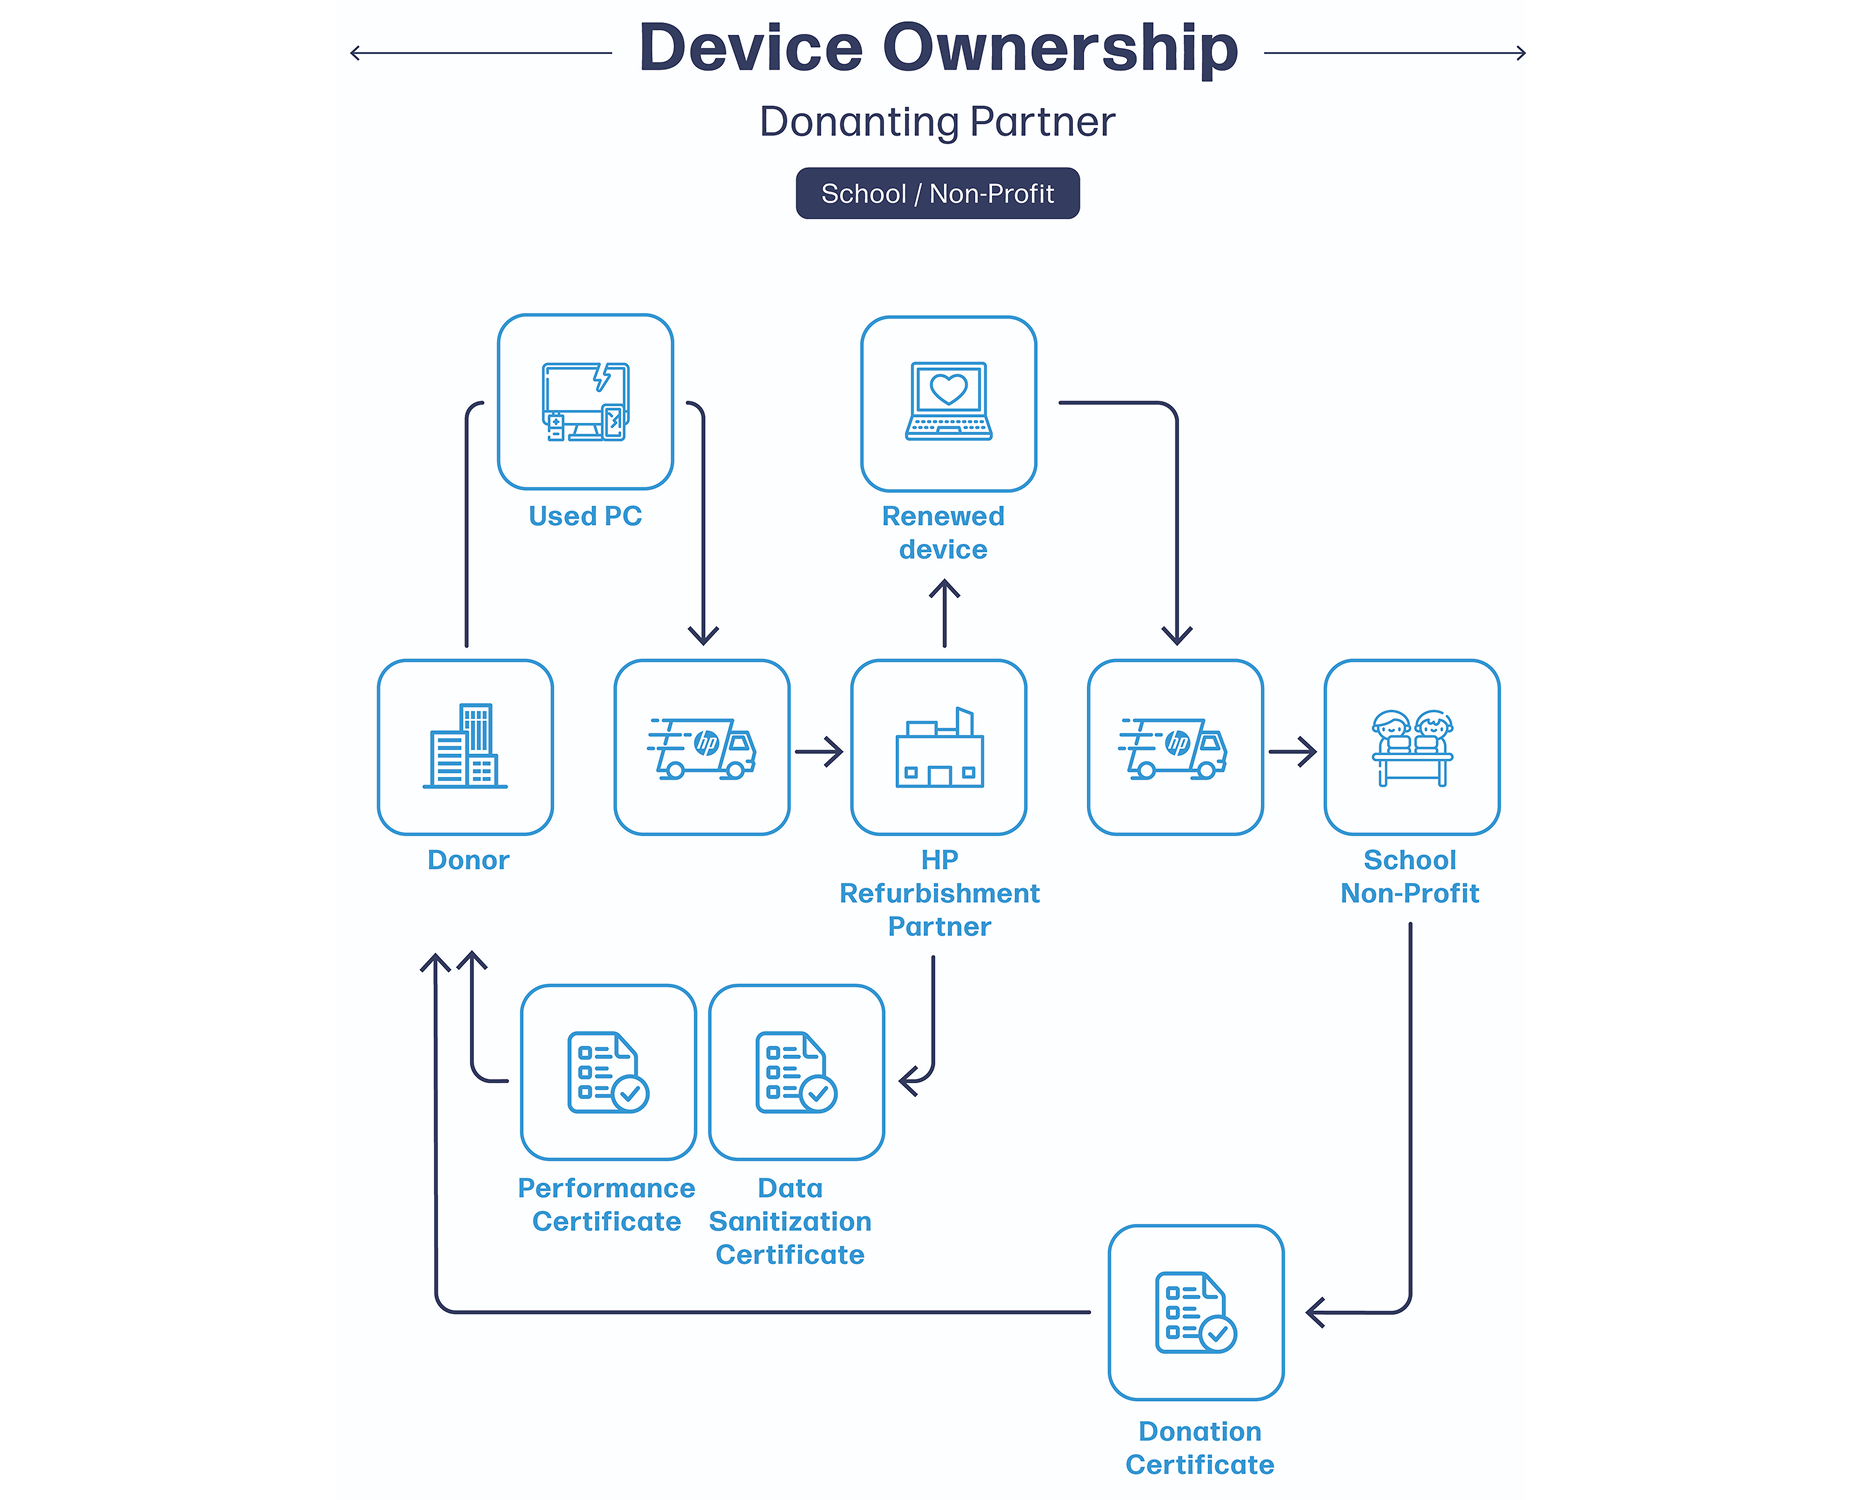 Device Ownership
Donanting Partner
School / Non-Profit
Used PC
Renewed
device
hp
hp
Donor
HP
Refurbishment
Partner
School
Non-Profit
Performance
Certificate
Data
Sanitization
Certificate
Donation
Certificate